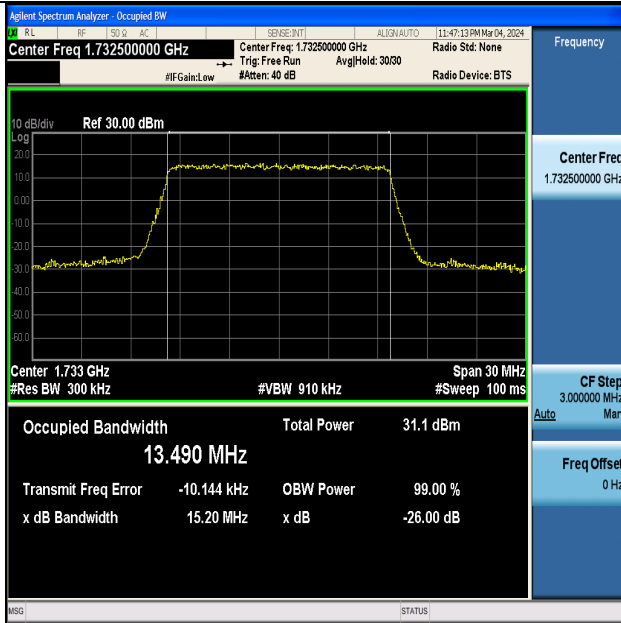 Agilent Spectrum Analyzer - Occupied BW
RL RF 50 Ω AC SENSE:INT ALIGN AUTO 11:47:13 PM Mar 04, 2024
Center Freq 1.732500000 GHz
Center Freq: 1.732500000 GHz
Radio Std: None
Trig: Free Run Avg|Hold: 30/30
#IFGain:Low
#Atten: 40 dB
Radio Device: BTS
10 dB/div Ref 30.00 dBm
Log
20.0
10.0
0.00
-10.0
-20.0
-30.0
-40.0
-50.0
-60.0
Center 1.733 GHz Span 30 MHz
#Res BW 300 kHz #VBW 910 kHz #Sweep 100 ms
Occupied Bandwidth Total Power 31.1 dBm
13.490 MHz
Transmit Freq Error -10.144 kHz OBW Power 99.00 %
x dB Bandwidth 15.20 MHz x dB -26.00 dB
MSG STATUS
Frequency
Center Freq
1.732500000 GHz
CF Step
3.000000 MHz
Auto Man
Freq Offset
0 Hz